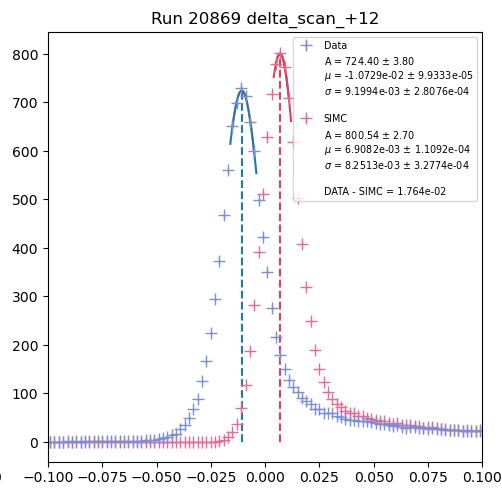 Run 20869 delta_scan_+12
Data
A = 724.40 ± 3.80
μ = -1.0729e-02 ± 9.9333e-05
σ = 9.1994e-03 ± 2.8076e-04
SIMC
A = 800.54 ± 2.70
μ = 6.9082e-03 ± 1.1092e-04
σ = 8.2513e-03 ± 3.2774e-04
DATA - SIMC = 1.764e-02
800
700
600
500
400
300
200
100
0
−0.100 −0.075 −0.050 −0.025 0.000 0.025 0.050 0.075 0.100